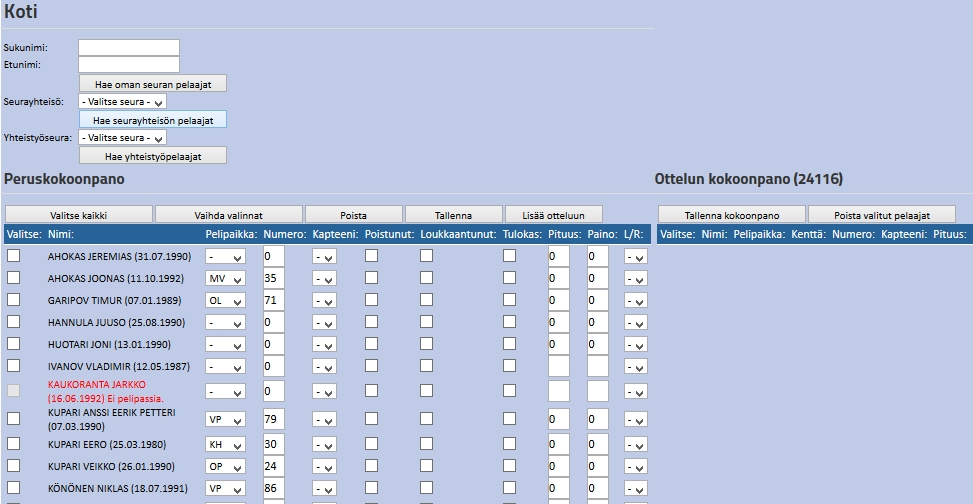 Koti
Sukunimi:
Etunimi:
Hae oman seuran pelaajat
Seurayhteisö: - Valitse seura -
Hae seurayhteisön pelaajat
Yhteistyöseura: - Valitse seura -
Hae yhteistyöpelaajat
Peruskokoonpano
Valitse kaikki Vaihda valinnat Poista Tallenna Lisää otteluun
Valitse: Nimi: Pelipaikka: Numero: Kapteeni: Poistunut: Loukkaantunut: Tulokas: Pituus: Paino: L/R:
AHOKAS JEREMIAS (31.07.1990) - 0 - 0 0 -
AHOKAS JOONAS (11.10.1992) MV 35 - 0 0 -
GARIPOV TIMUR (07.01.1989) OL 71 - 0 0 -
HANNULA JUUSO (25.08.1990) - 0 - 0 0 -
HUOTARI JONI (13.01.1990) - 0 - 0 0 -
IVANOV VLADIMIR (12.05.1987) - 0 - -
KAUKORANTA JARKKO
(16.06.1992) Ei pelipassia. - 0 - -
KUPARI ANSSI EERIK PETTERI
(07.03.1990) VP 79 - 0 0 -
KUPARI EERO (25.03.1980) KH 30 - 0 0 -
KUPARI VEIKKO (26.01.1990) OP 24 - 0 0 -
KÖNÖNEN NIKLAS (18.07.1991) VP 86 - 0 0 -
Ottelun kokoonpano (24116)
Tallenna kokoonpano Poista valitut pelaajat
Valitse: Nimi: Pelipaikka: Kenttä: Numero: Kapteeni: Pituus: